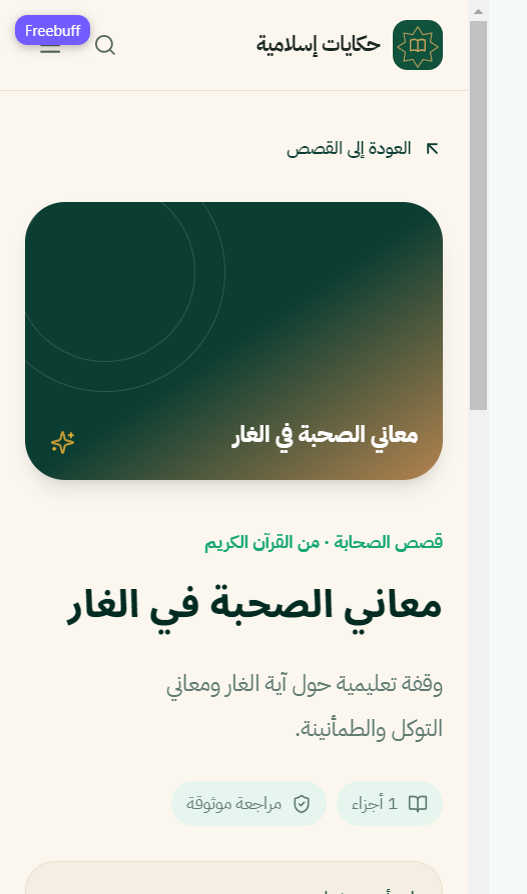 Freebuff
حكايات إسلامية
العودة إلى القصص
معاني الصحبة في الغار
قصص الصحابة · من القرآن الكريم
معاني الصحبة في الغار
وقفة تعليمية حول آية الغار ومعاني
التوكل والطمأنينة.
1 أجزاء
مراجعة موثوقة